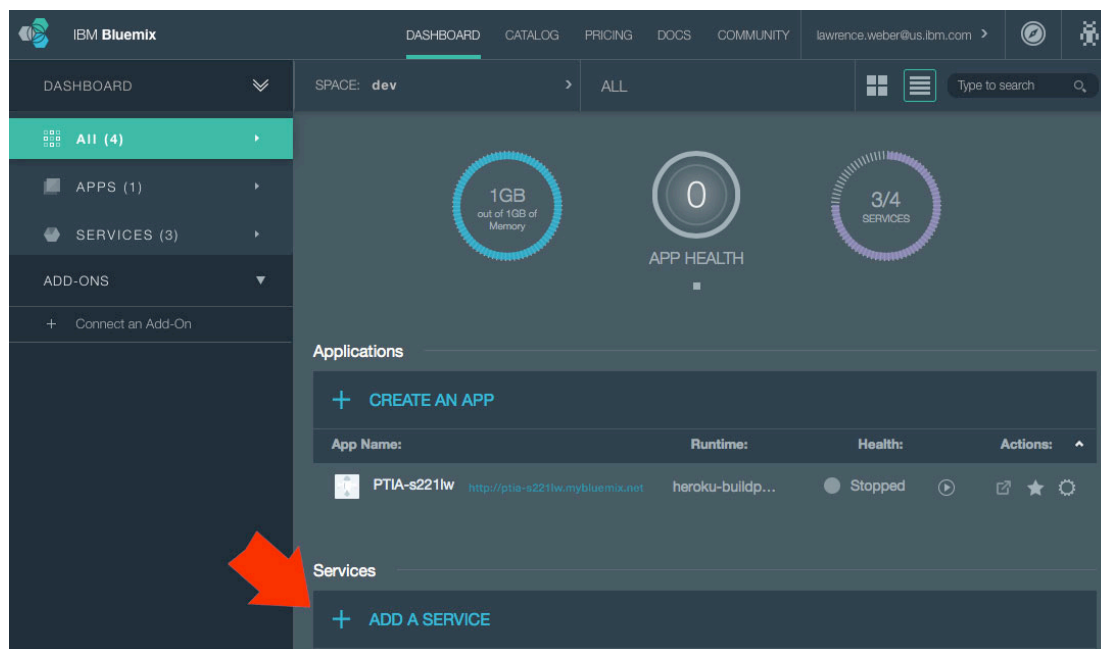 IBM Bluemix
DASHBOARD CATALOG PRICING DOCS COMMUNITY lawrence.weber@us.ibm.com >
DASHBOARD
SPACE: dev > ALL
Type to search
All (4)
APPS (1)
SERVICES (3)
ADD-ONS
+ Connect an Add-On
1GB
out of 1GB of
Memory
0
APP HEALTH
3/4
SERVICES
Applications
+ CREATE AN APP
App Name: Runtime: Health: Actions:
PTIA-s221lw http://ptia-s221lw.mybluemix.net heroku-buildp... Stopped
Services
+ ADD A SERVICE